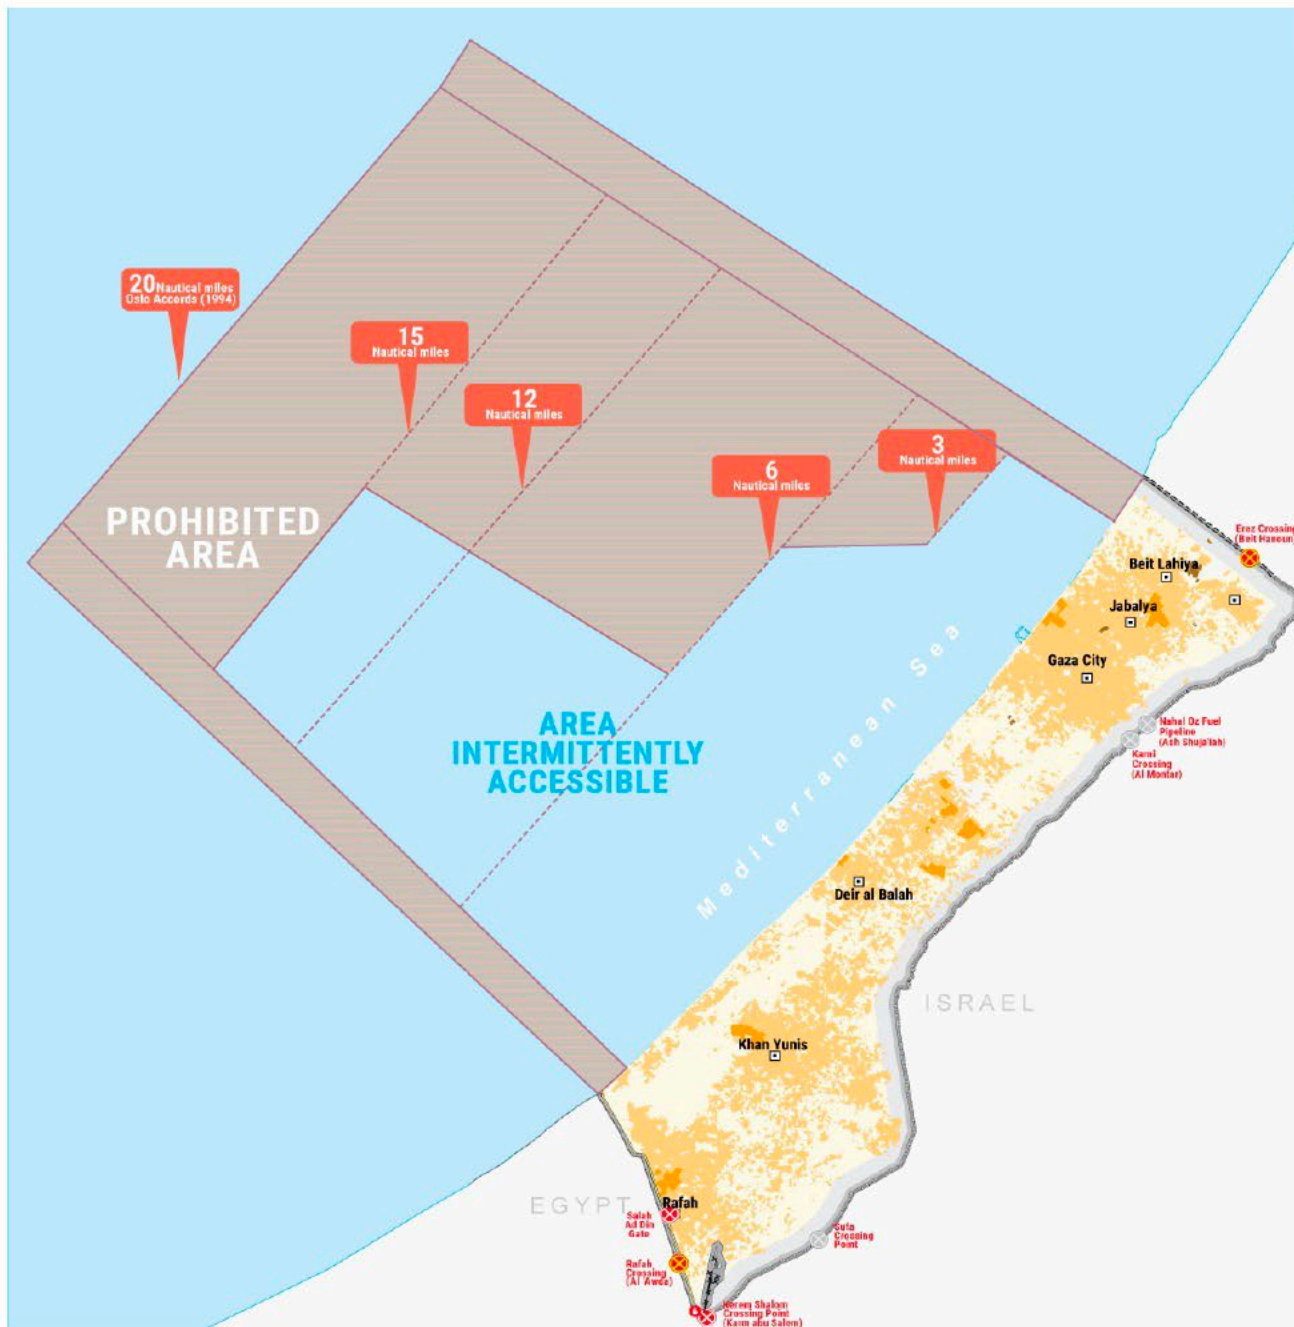 20 Nautical miles
Oslo Accords (1994)
15
Nautical miles
12
Nautical miles
6
Nautical miles
3
Nautical miles
PROHIBITED
AREA
Erez Crossing
(Beit Hanoun)
Beit Lahiya
Jabalya
Gaza City
Mediterranean Sea
AREA
INTERMITTENTLY
ACCESSIBLE
Nahal Oz Fuel
Pipeline
(Ash Shuja'iah)
Karni
Crossing
(Al Montar)
Deir al Balah
ISRAEL
Khan Yunis
EGYPT
Rafah
Salah
Ad Din
Gate
Sufa
Crossing
Point
Rafah
Crossing
(Al 'Awda)
Kerem Shalom
Crossing Point
(Karm abu Salem)